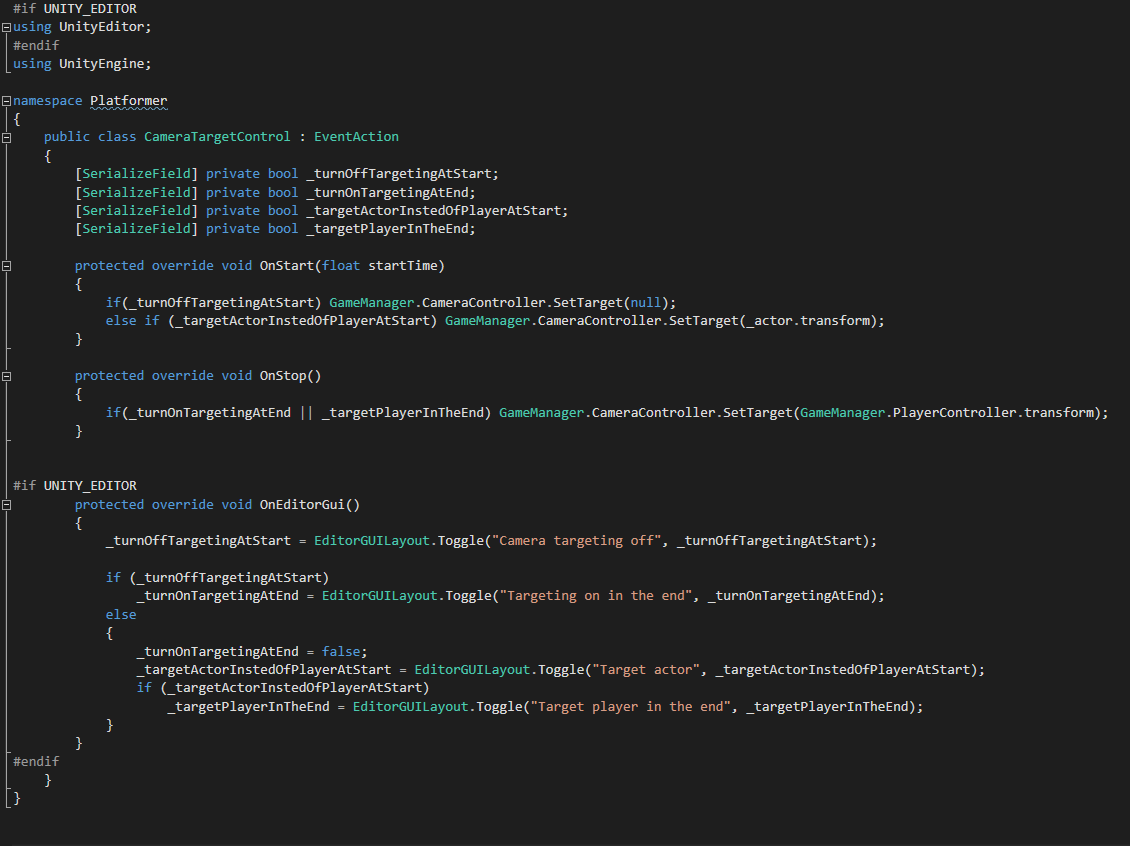 #if UNITY_EDITOR
using UnityEditor;
#endif
using UnityEngine;
namespace Platformer
{
public class CameraTargetControl : EventAction
{
[SerializeField] private bool _turnOffTargetingAtStart;
[SerializeField] private bool _turnOnTargetingAtEnd;
[SerializeField] private bool _targetActorInstedOfPlayerAtStart;
[SerializeField] private bool _targetPlayerInTheEnd;
protected override void OnStart(float startTime)
{
if(_turnOffTargetingAtStart) GameManager.CameraController.SetTarget(null);
else if (_targetActorInstedOfPlayerAtStart) GameManager.CameraController.SetTarget(_actor.transform);
}
protected override void OnStop()
{
if(_turnOnTargetingAtEnd || _targetPlayerInTheEnd) GameManager.CameraController.SetTarget(GameManager.PlayerController.transform);
}
#if UNITY_EDITOR
protected override void OnEditorGui()
{
_turnOffTargetingAtStart = EditorGUILayout.Toggle("Camera targeting off", _turnOffTargetingAtStart);
if (_turnOffTargetingAtStart)
_turnOnTargetingAtEnd = EditorGUILayout.Toggle("Targeting on in the end", _turnOnTargetingAtEnd);
else
{
_turnOnTargetingAtEnd = false;
_targetActorInstedOfPlayerAtStart = EditorGUILayout.Toggle("Target actor", _targetActorInstedOfPlayerAtStart);
if (_targetActorInstedOfPlayerAtStart)
_targetPlayerInTheEnd = EditorGUILayout.Toggle("Target player in the end", _targetPlayerInTheEnd);
}
}
#endif
}
}